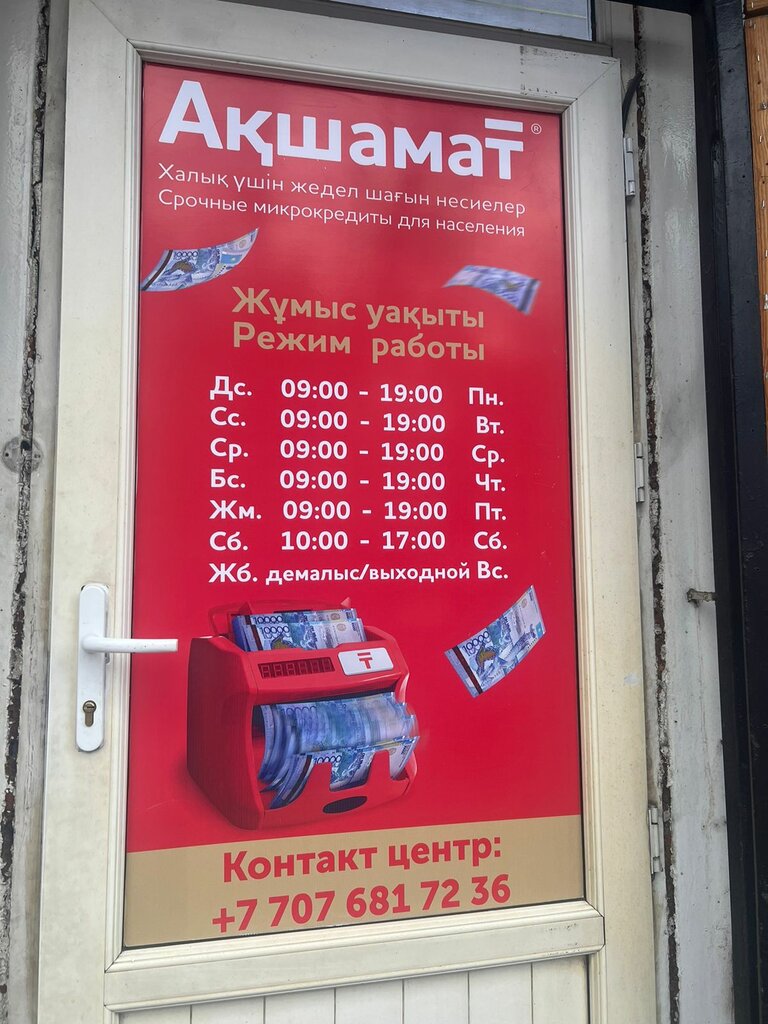 Ақшамат ®
Халық үшін жедел шағын несиелер
Срочные микрокредиты для населения
Жұмыс уақыты
Режим работы
Дс. 09:00 - 19:00 Пн.
Сс. 09:00 - 19:00 Вт.
Ср. 09:00 - 19:00 Ср.
Бс. 09:00 - 19:00 Чт.
Жм. 09:00 - 19:00 Пт.
Сб. 10:00 - 17:00 Сб.
Жб. демалыс/выходной Вс.
Контакт центр:
+7 707 681 72 36